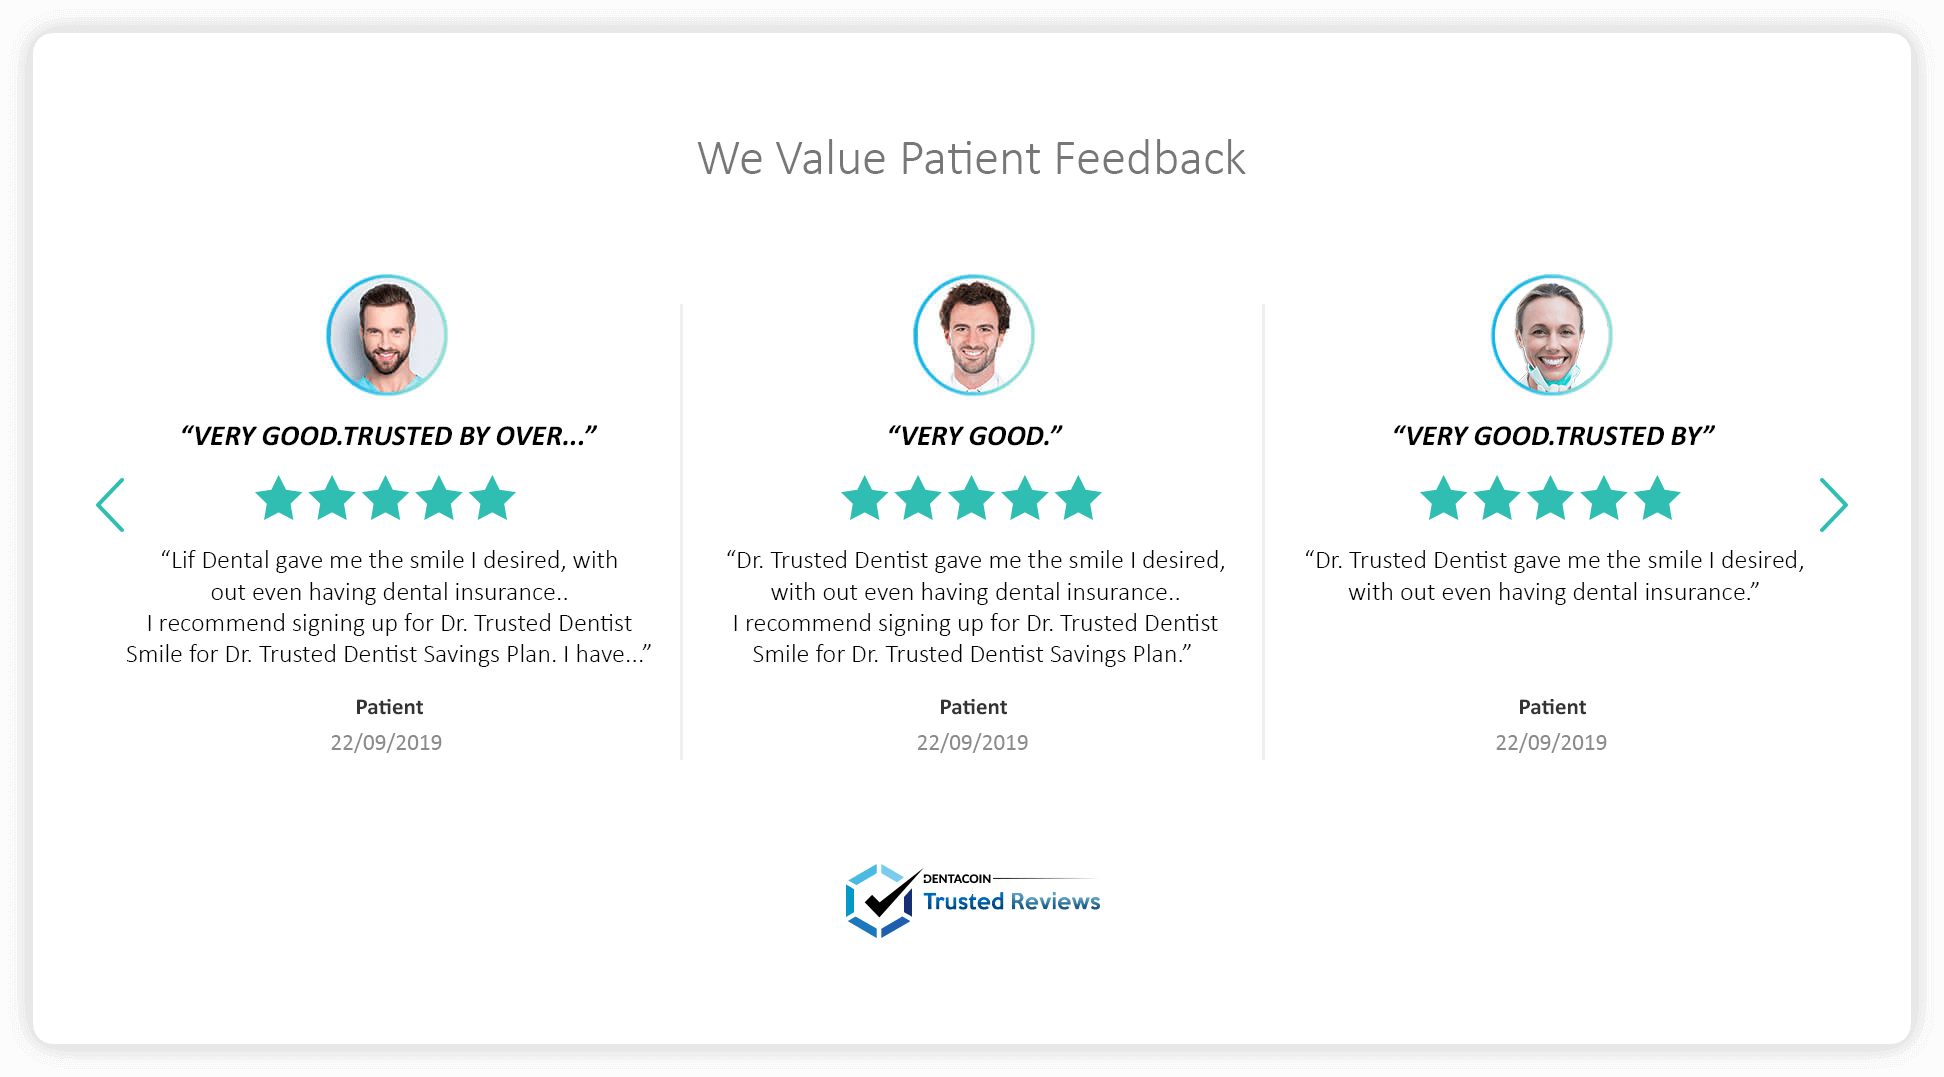 We Value Patient Feedback
“VERY GOOD.TRUSTED BY OVER...”
“Lif Dental gave me the smile I desired, with
out even having dental insurance..
I recommend signing up for Dr. Trusted Dentist
Smile for Dr. Trusted Dentist Savings Plan. I have...”
Patient
22/09/2019
“VERY GOOD.”
“Dr. Trusted Dentist gave me the smile I desired,
with out even having dental insurance..
I recommend signing up for Dr. Trusted Dentist
Smile for Dr. Trusted Dentist Savings Plan.”
Patient
22/09/2019
“VERY GOOD.TRUSTED BY”
“Dr. Trusted Dentist gave me the smile I desired,
with out even having dental insurance.”
Patient
22/09/2019
DENTACOIN
Trusted Reviews